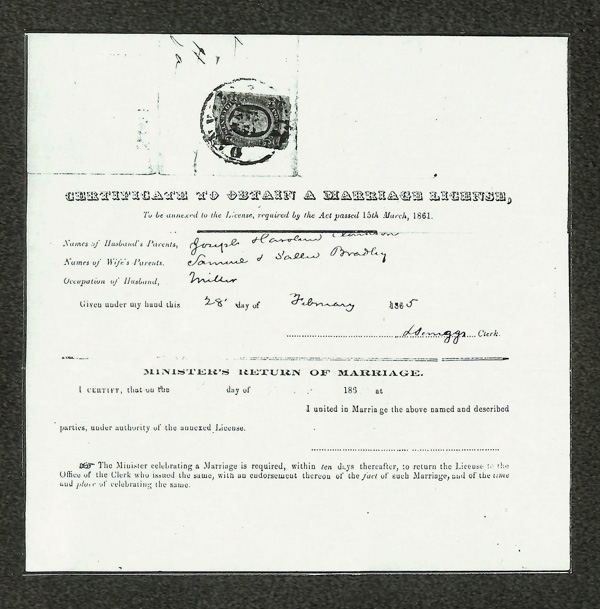 CERTIFICATE TO OBTAIN A MARRIAGE LICENSE,
To be annexed to the License, required by the Act passed 15th March, 1861.
Names of Husband's Parents, Joseph
Names of Wife's Parents. Samuel & Sallie Bradley
Occupation of Husband, Miller
Given under my hand this 28' day of February 1865
Clerk.
MINISTER'S RETURN OF MARRIAGE.
I CERTIFY, that on the day of 186 at
I united in Marriage the above named and described
parties, under authority of the annexed License.
The Minister celebrating a Marriage is required, within ten days thereafter, to return the License to the
Office of the Clerk who issued the same, with an endorsement thereon of the fact of such Marriage, and of the time
and place of celebrating the same.